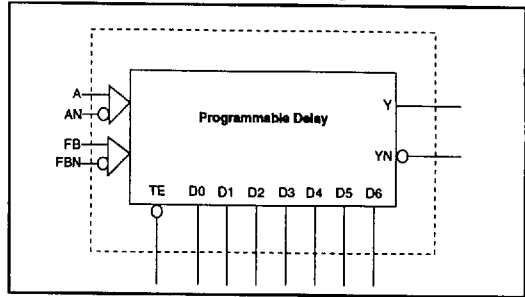 A
AN
FB
FBN
Programmable Delay
Y
YN
TE D0 D1 D2 D3 D4 D5 D6